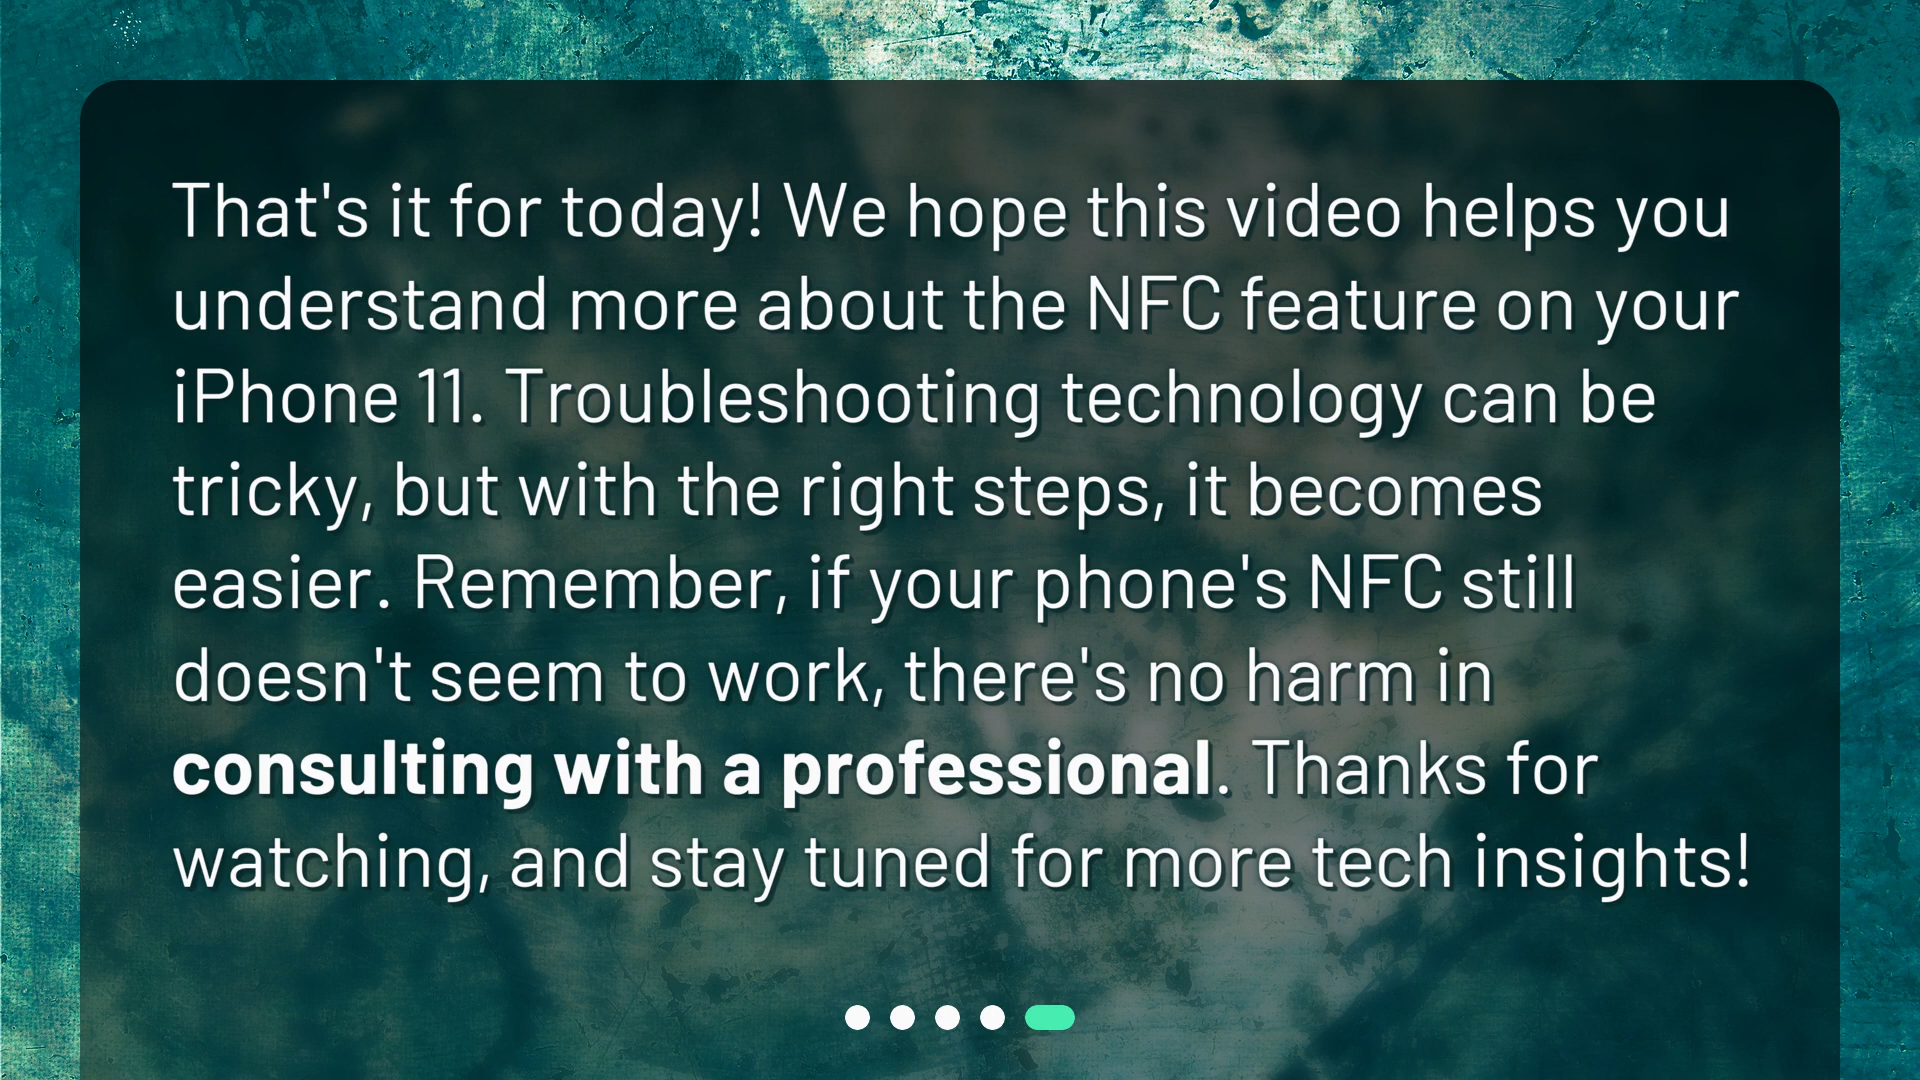 That's it for today! We hope this video helps you
understand more about the NFC feature on your
iPhone 11. Troubleshooting technology can be
tricky, but with the right steps, it becomes
easier. Remember, if your phone's NFC still
doesn't seem to work, there's no harm in
consulting with a professional. Thanks for
watching, and stay tuned for more tech insights!